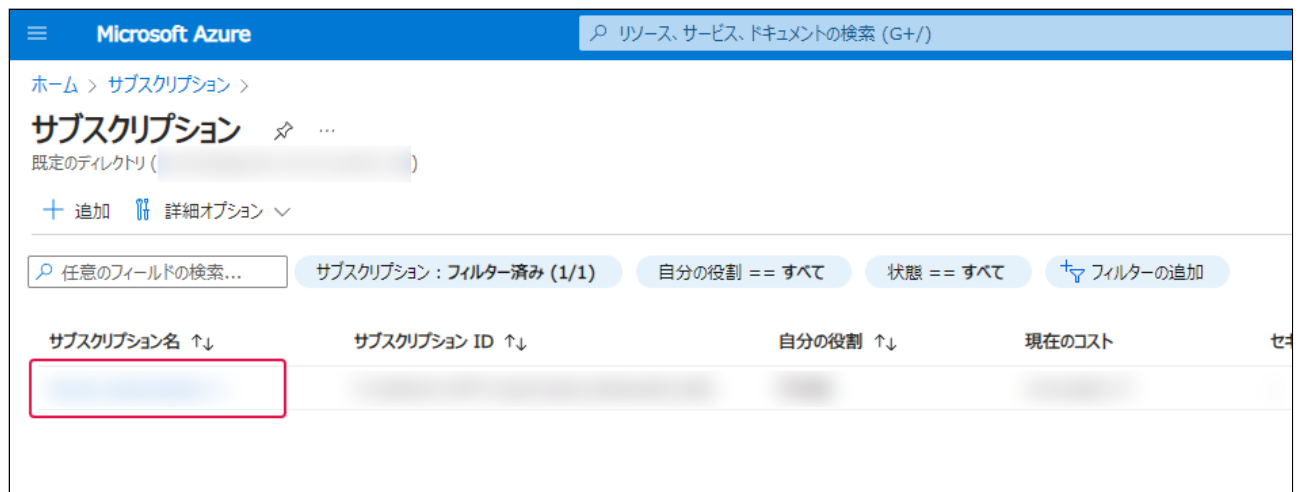 Microsoft Azure
リソース、サービス、ドキュメントの検索 (G+/)
ホーム > サブスクリプション >
サブスクリプション ...
既定のディレクトリ ( )
+ 追加 詳細オプション
任意のフィールドの検索... サブスクリプション : フィルター済み (1/1) 自分の役割 == すべて 状態 == すべて フィルターの追加
サブスクリプション名 ↑↓ サブスクリプション ID ↑↓ 自分の役割 ↑↓ 現在のコスト セキ